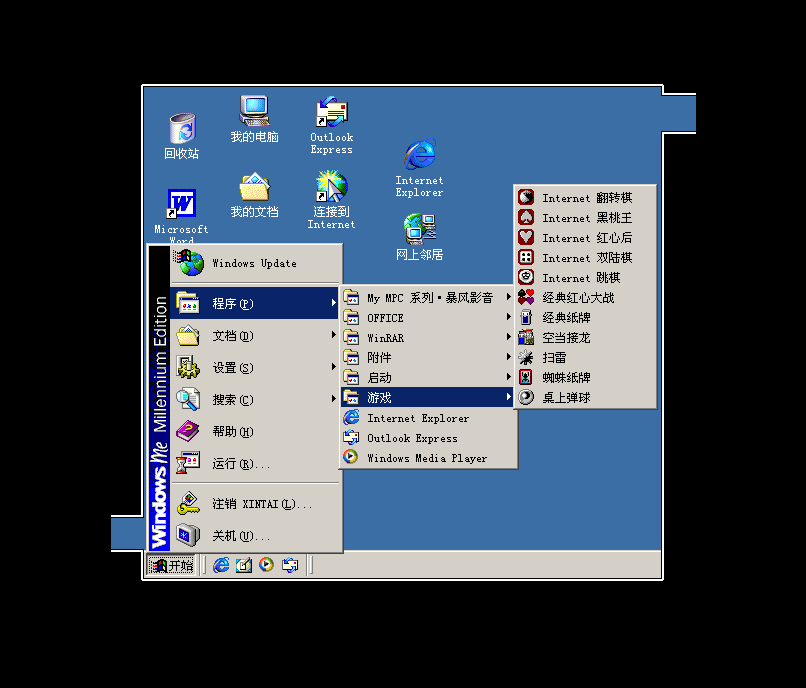 回收站
我的电脑
Outlook
Express
Internet
Explorer
Microsoft
Word
我的文档
连接到
Internet
网上邻居
Windows Me Millennium Edition
Windows Update
程序(P)
文档(D)
设置(S)
搜索(C)
帮助(H)
运行(R)...
注销 XINTAI(L)...
关机(U)...
My MPC 系列·暴风影音
OFFICE
WinRAR
附件
启动
游戏
Internet Explorer
Outlook Express
Windows Media Player
Internet 翻转棋
Internet 黑桃王
Internet 红心后
Internet 双陆棋
Internet 跳棋
经典红心大战
经典纸牌
空当接龙
扫雷
蜘蛛纸牌
桌上弹球
开始